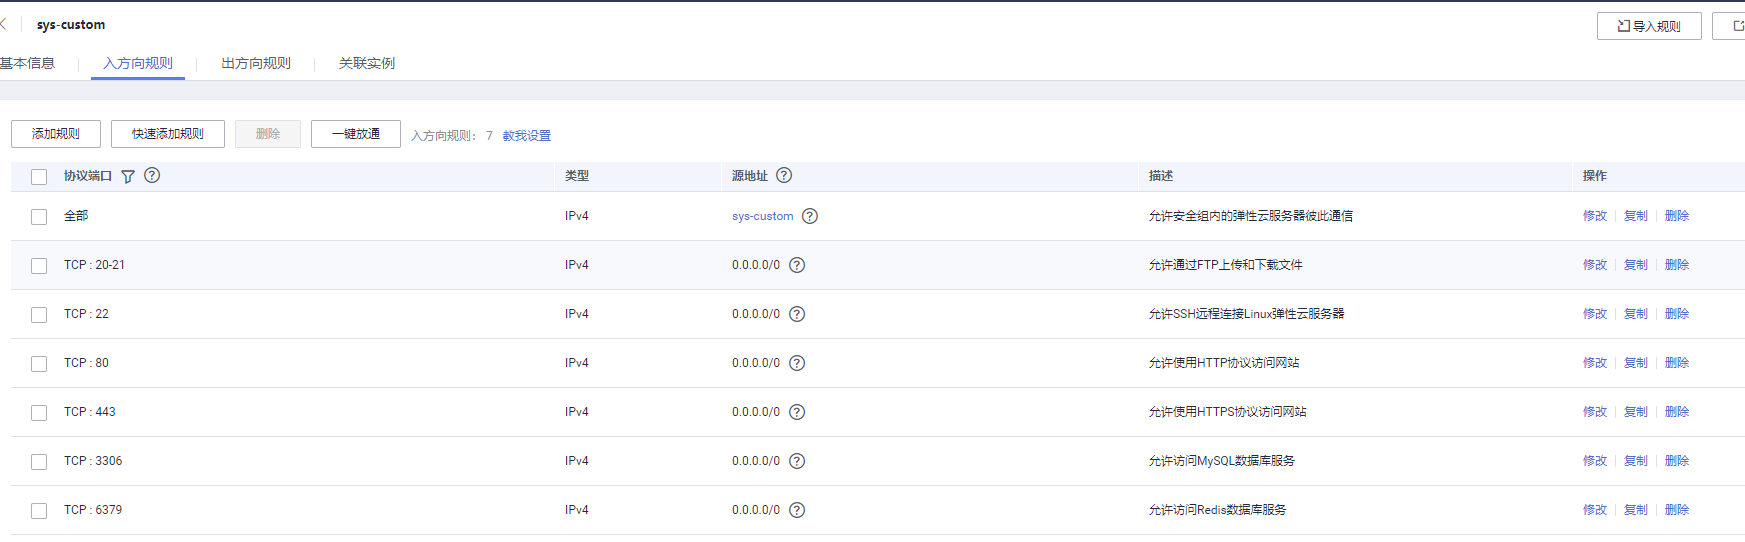 sys-custom
导入规则
基本信息 入方向规则 出方向规则 关联实例
添加规则 快速添加规则 删除 一键放通 入方向规则: 7 教我设置
协议端口 类型 源地址 描述 操作
全部 IPv4 sys-custom 允许安全组内的弹性云服务器彼此通信 修改 复制 删除
TCP : 20-21 IPv4 0.0.0.0/0 允许通过FTP上传和下载文件 修改 复制 删除
TCP : 22 IPv4 0.0.0.0/0 允许SSH远程连接Linux弹性云服务器 修改 复制 删除
TCP : 80 IPv4 0.0.0.0/0 允许使用HTTP协议访问网站 修改 复制 删除
TCP : 443 IPv4 0.0.0.0/0 允许使用HTTPS协议访问网站 修改 复制 删除
TCP : 3306 IPv4 0.0.0.0/0 允许访问MySQL数据库服务 修改 复制 删除
TCP : 6379 IPv4 0.0.0.0/0 允许访问Redis数据库服务 修改 复制 删除